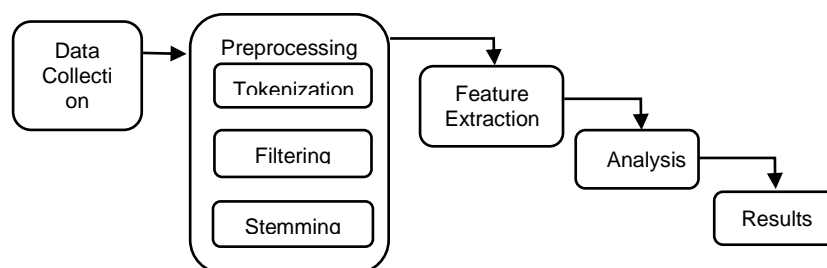 Data
Collecti
on
Preprocessing
Tokenization
Filtering
Stemming
Feature
Extraction
Analysis
Results